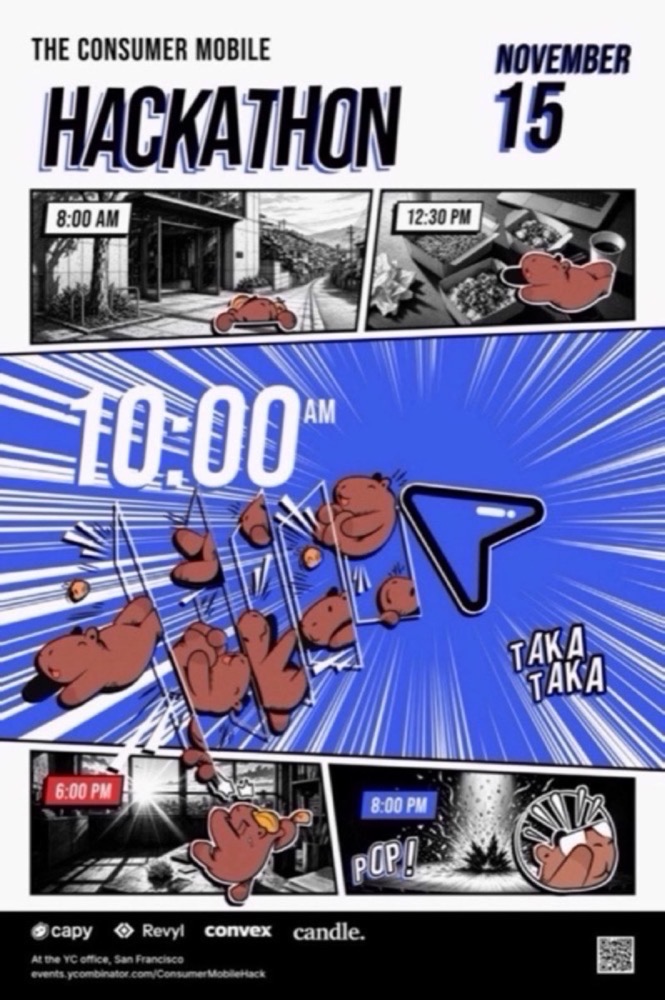 THE CONSUMER MOBILE
HACKATHON
NOVEMBER
15
8:00 AM
12:30 PM
10:00 AM
TAKA
TAKA
6:00 PM
8:00 PM
POP!
capy Revyl convex candle.
At the YC office, San Francisco
events.ycombinator.com/ConsumerMobileHack